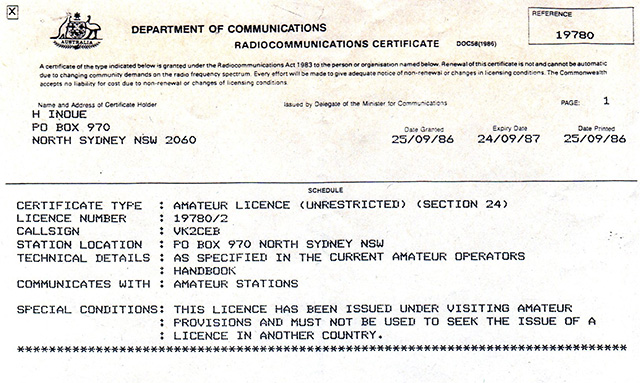 X
DEPARTMENT OF COMMUNICATIONS
RADIOCOMMUNICATIONS CERTIFICATE DOC58(1986)
REFERENCE
19780
AUSTRALIA
A certificate of the type indicated below is granted under the Radiocommunications Act 1983 to the person or organisation named below. Renewal of this certificate is not and cannot be automatic
due to changing community demands on the radio frequency spectrum. Every effort will be made to give adequate notice of non-renewal or changes in licensing conditions. The Commonwealth
accepts no liability for cost due to non-renewal or changes of licensing conditions.
Name and Address of Certificate Holder Issued by Delegate of the Minister for Communications PAGE: 1
H INOUE
PO BOX 970
NORTH SYDNEY NSW 2060
Date Granted Expiry Date Date Printed
25/09/86 24/09/87 25/09/86
SCHEDULE
CERTIFICATE TYPE : AMATEUR LICENCE (UNRESTRICTED) (SECTION 24)
LICENCE NUMBER : 19780/2
CALLSIGN : VK2CEB
STATION LOCATION : PO BOX 970 NORTH SYDNEY NSW
TECHNICAL DETAILS : AS SPECIFIED IN THE CURRENT AMATEUR OPERATORS
: HANDBOOK
COMMUNICATES WITH : AMATEUR STATIONS
SPECIAL CONDITIONS: THIS LICENCE HAS BEEN ISSUED UNDER VISITING AMATEUR
: PROVISIONS AND MUST NOT BE USED TO SEEK THE ISSUE OF A
: LICENCE IN ANOTHER COUNTRY.